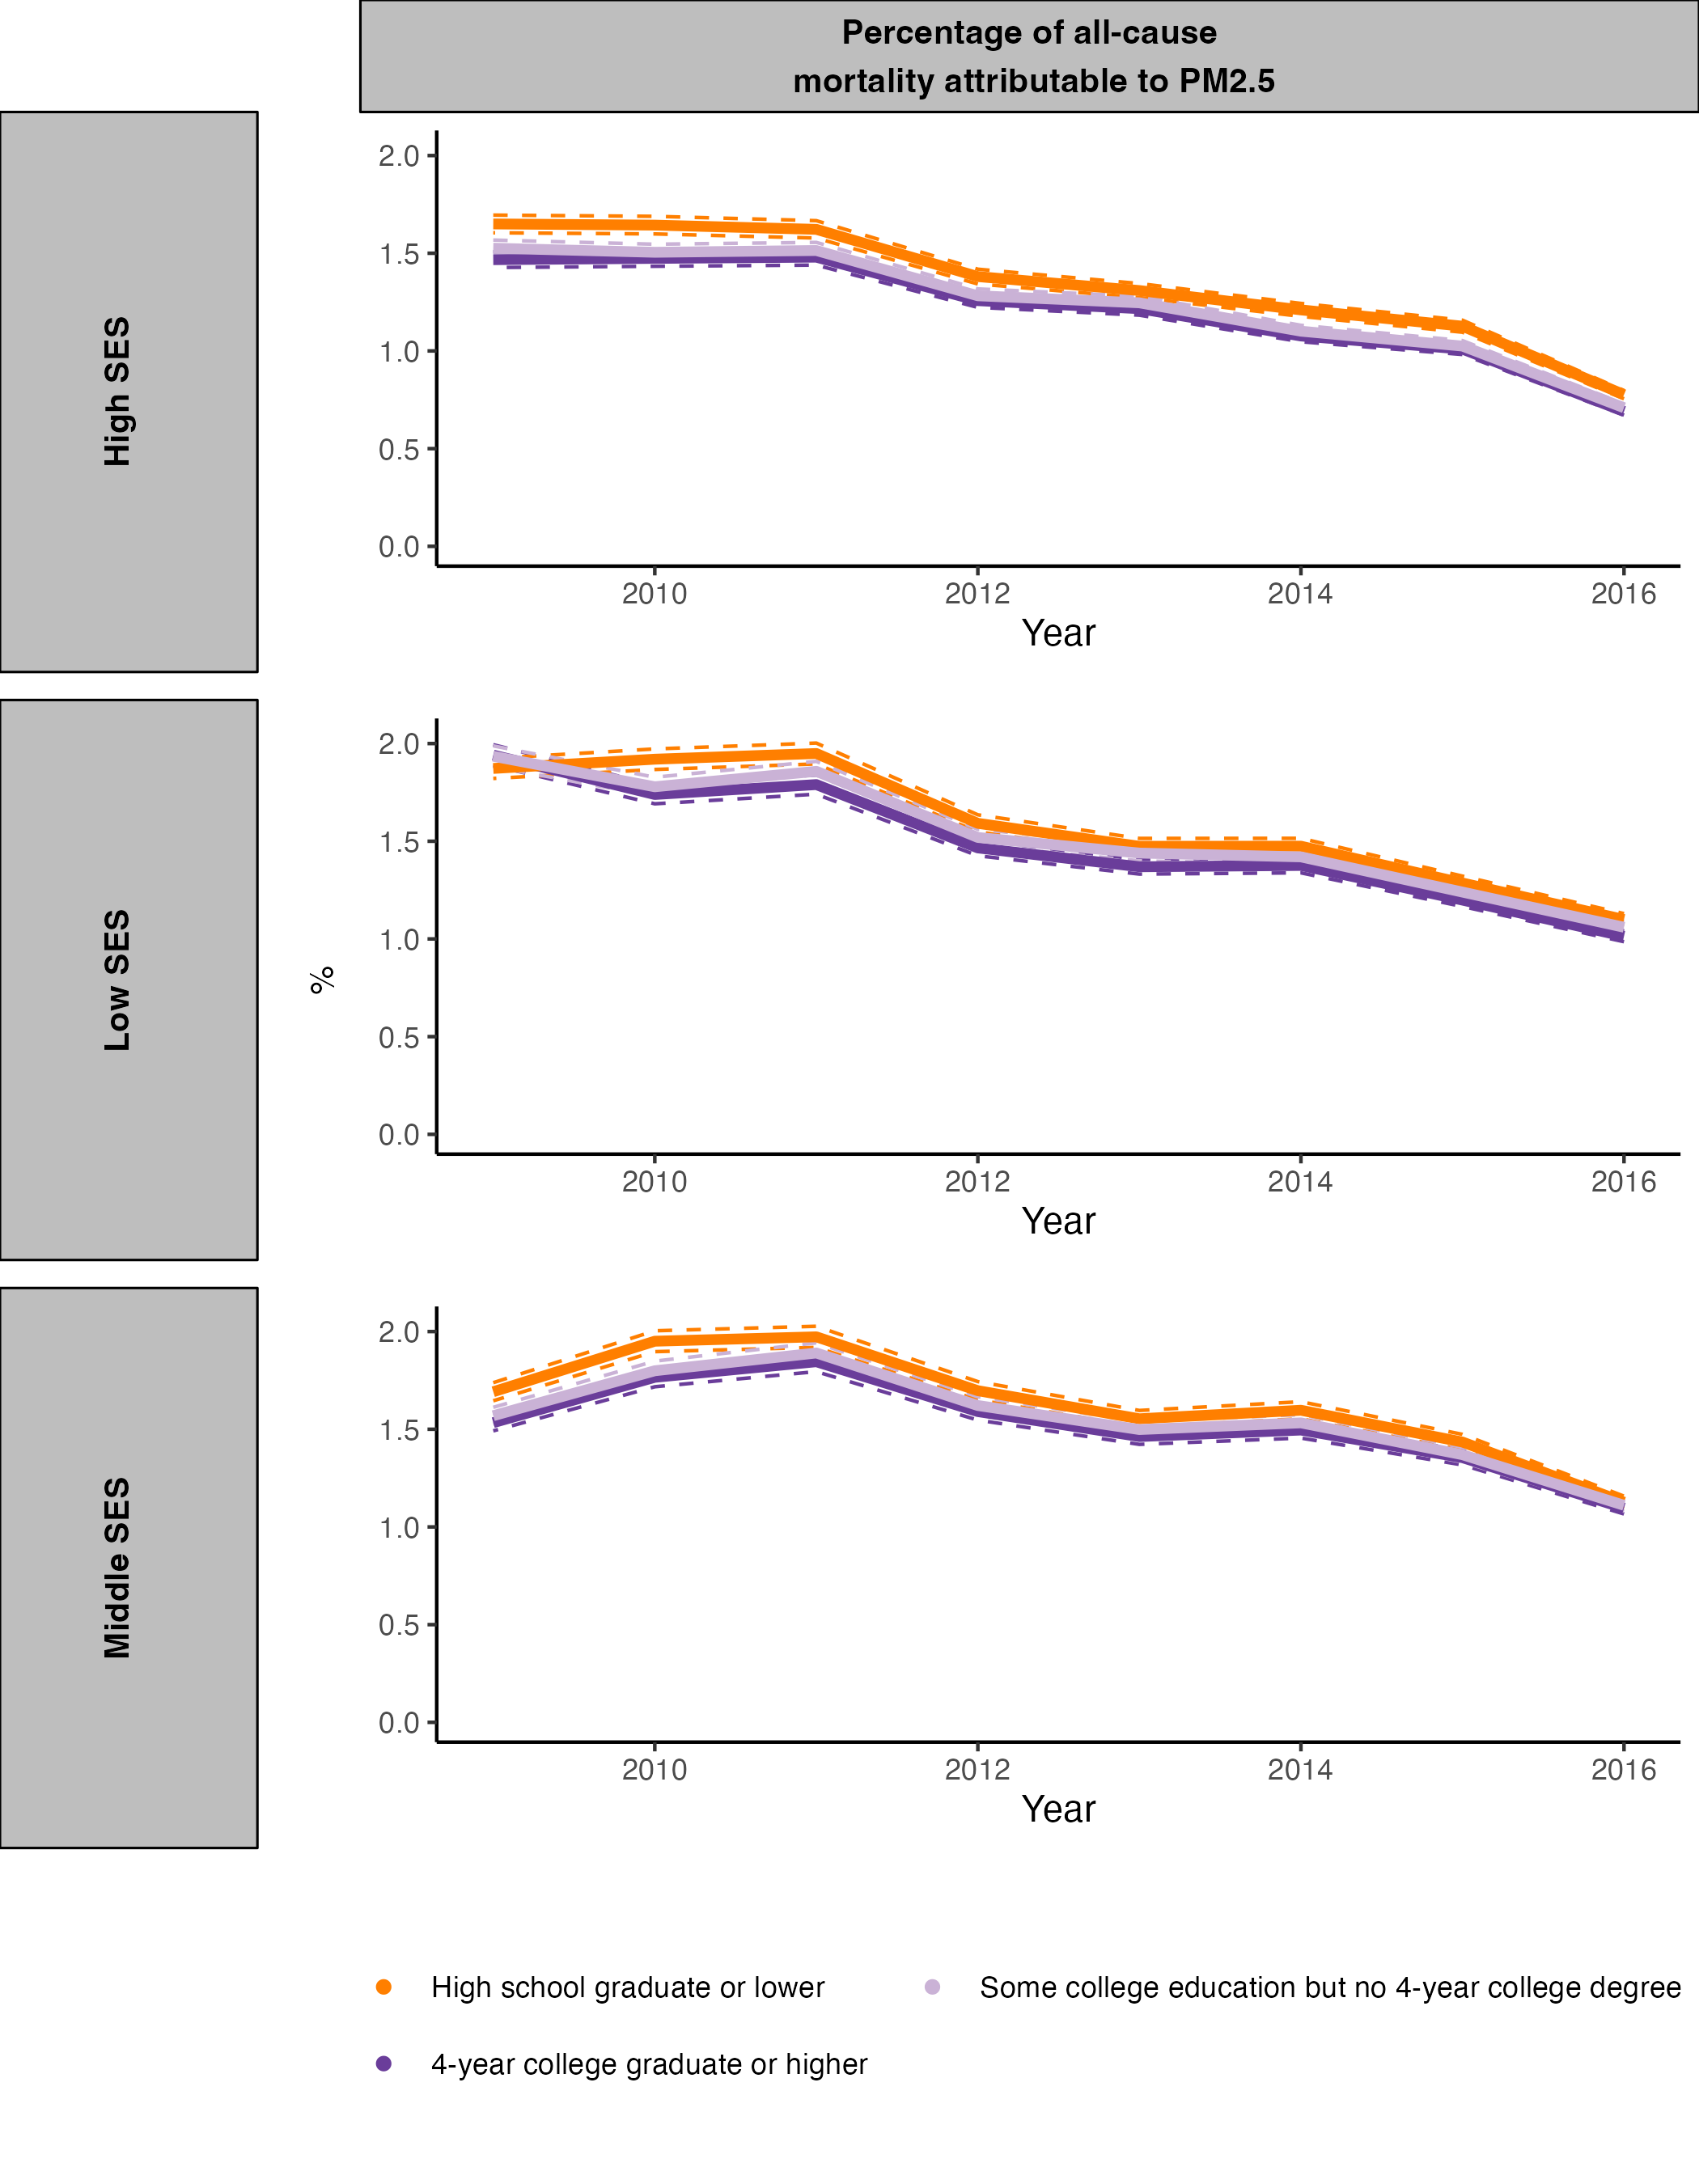 Percentage of all-cause
mortality attributable to PM2.5
High SES
2.0
1.5
1.0
0.5
0.0
2010 2012 2014 2016
Year
Low SES
%
2.0
1.5
1.0
0.5
0.0
2010 2012 2014 2016
Year
Middle SES
2.0
1.5
1.0
0.5
0.0
2010 2012 2014 2016
Year
High school graduate or lower
Some college education but no 4-year college degree
4-year college graduate or higher